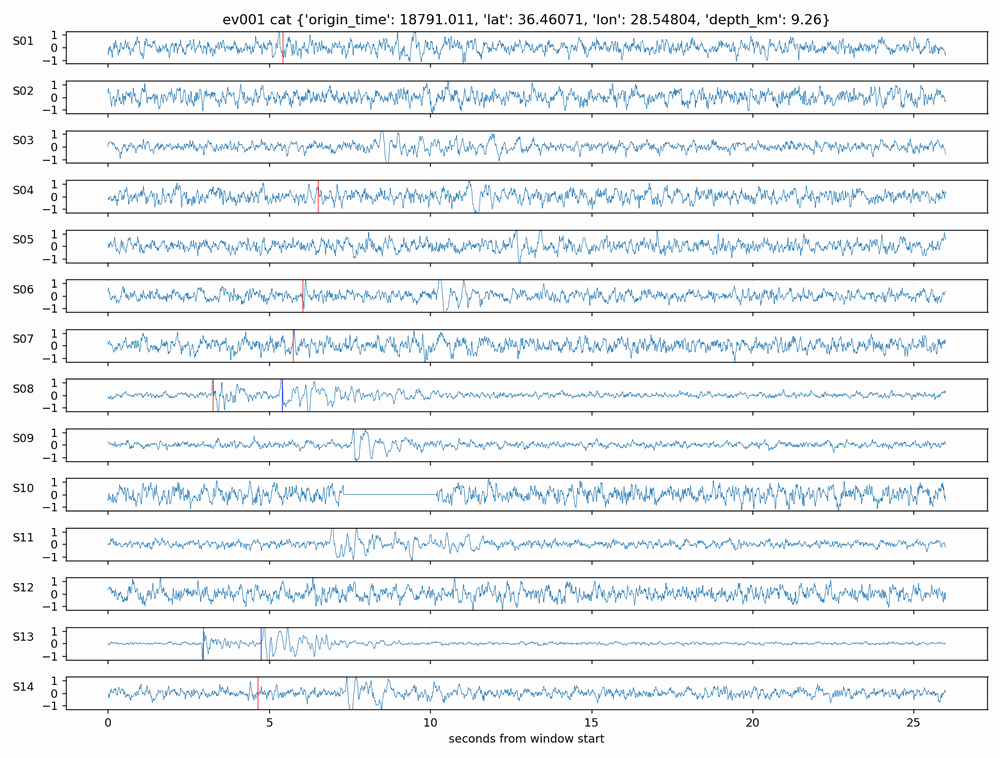 ev001 cat {'origin_time': 18791.011, 'lat': 36.46071, 'lon': 28.54804, 'depth_km': 9.26}
S01
1
0
−1
S02
1
0
−1
S03
1
0
−1
S04
1
0
−1
S05
1
0
−1
S06
1
0
−1
S07
1
0
−1
S08
1
0
−1
S09
1
0
−1
S10
1
0
−1
S11
1
0
−1
S12
1
0
−1
S13
1
0
−1
S14
1
0
−1
0 5 10 15 20 25
seconds from window start